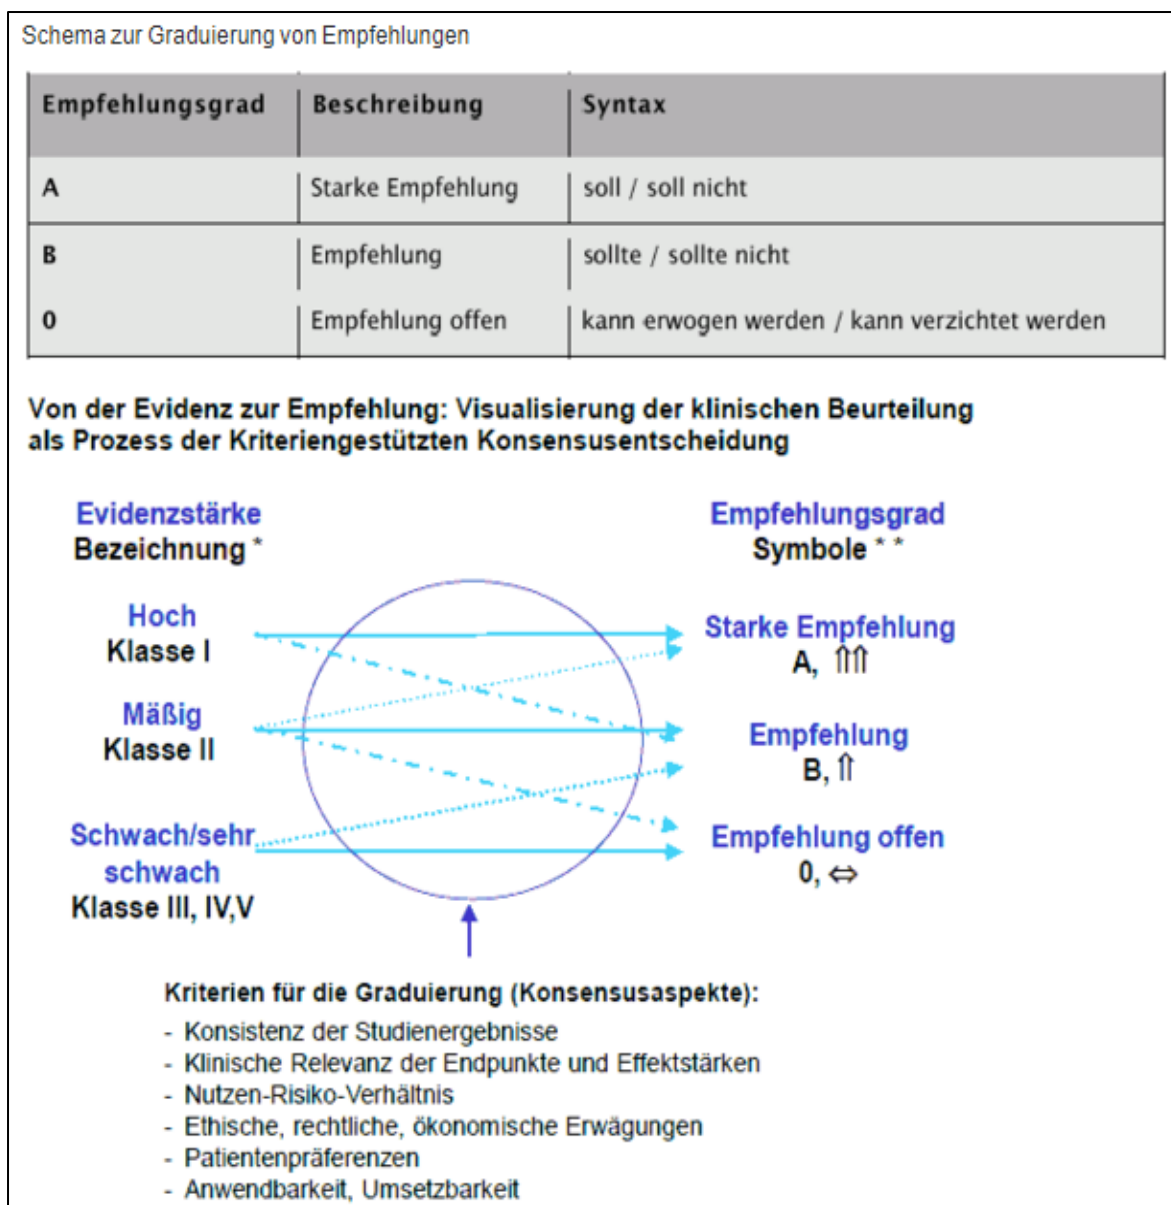 Schema zur Graduierung von Empfehlungen
Empfehlungsgrad Beschreibung Syntax
A Starke Empfehlung soll / soll nicht
B Empfehlung sollte / sollte nicht
0 Empfehlung offen kann erwogen werden / kann verzichtet werden
Von der Evidenz zur Empfehlung: Visualisierung der klinischen Beurteilung
als Prozess der Kriteriengestützten Konsensusentscheidung
Evidenzstärke
Bezeichnung *
Hoch
Klasse I
Mäßig
Klasse II
Schwach/sehr
schwach
Klasse III, IV,V
Empfehlungsgrad
Symbole * *
Starke Empfehlung
A, ⇑⇑
Empfehlung
B, ⇑
Empfehlung offen
0, ⇔
Kriterien für die Graduierung (Konsensusaspekte):
- Konsistenz der Studienergebnisse
- Klinische Relevanz der Endpunkte und Effektstärken
- Nutzen-Risiko-Verhältnis
- Ethische, rechtliche, ökonomische Erwägungen
- Patientenpräferenzen
- Anwendbarkeit, Umsetzbarkeit